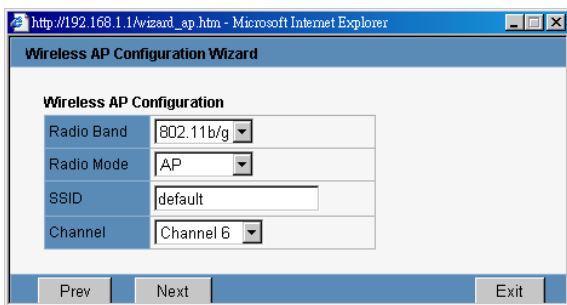 http://192.168.1.1/wizard_ap.htm - Microsoft Internet Explorer
Wireless AP Configuration Wizard
Wireless AP Configuration
Radio Band 802.11b/g
Radio Mode AP
SSID default
Channel Channel 6
Prev Next Exit